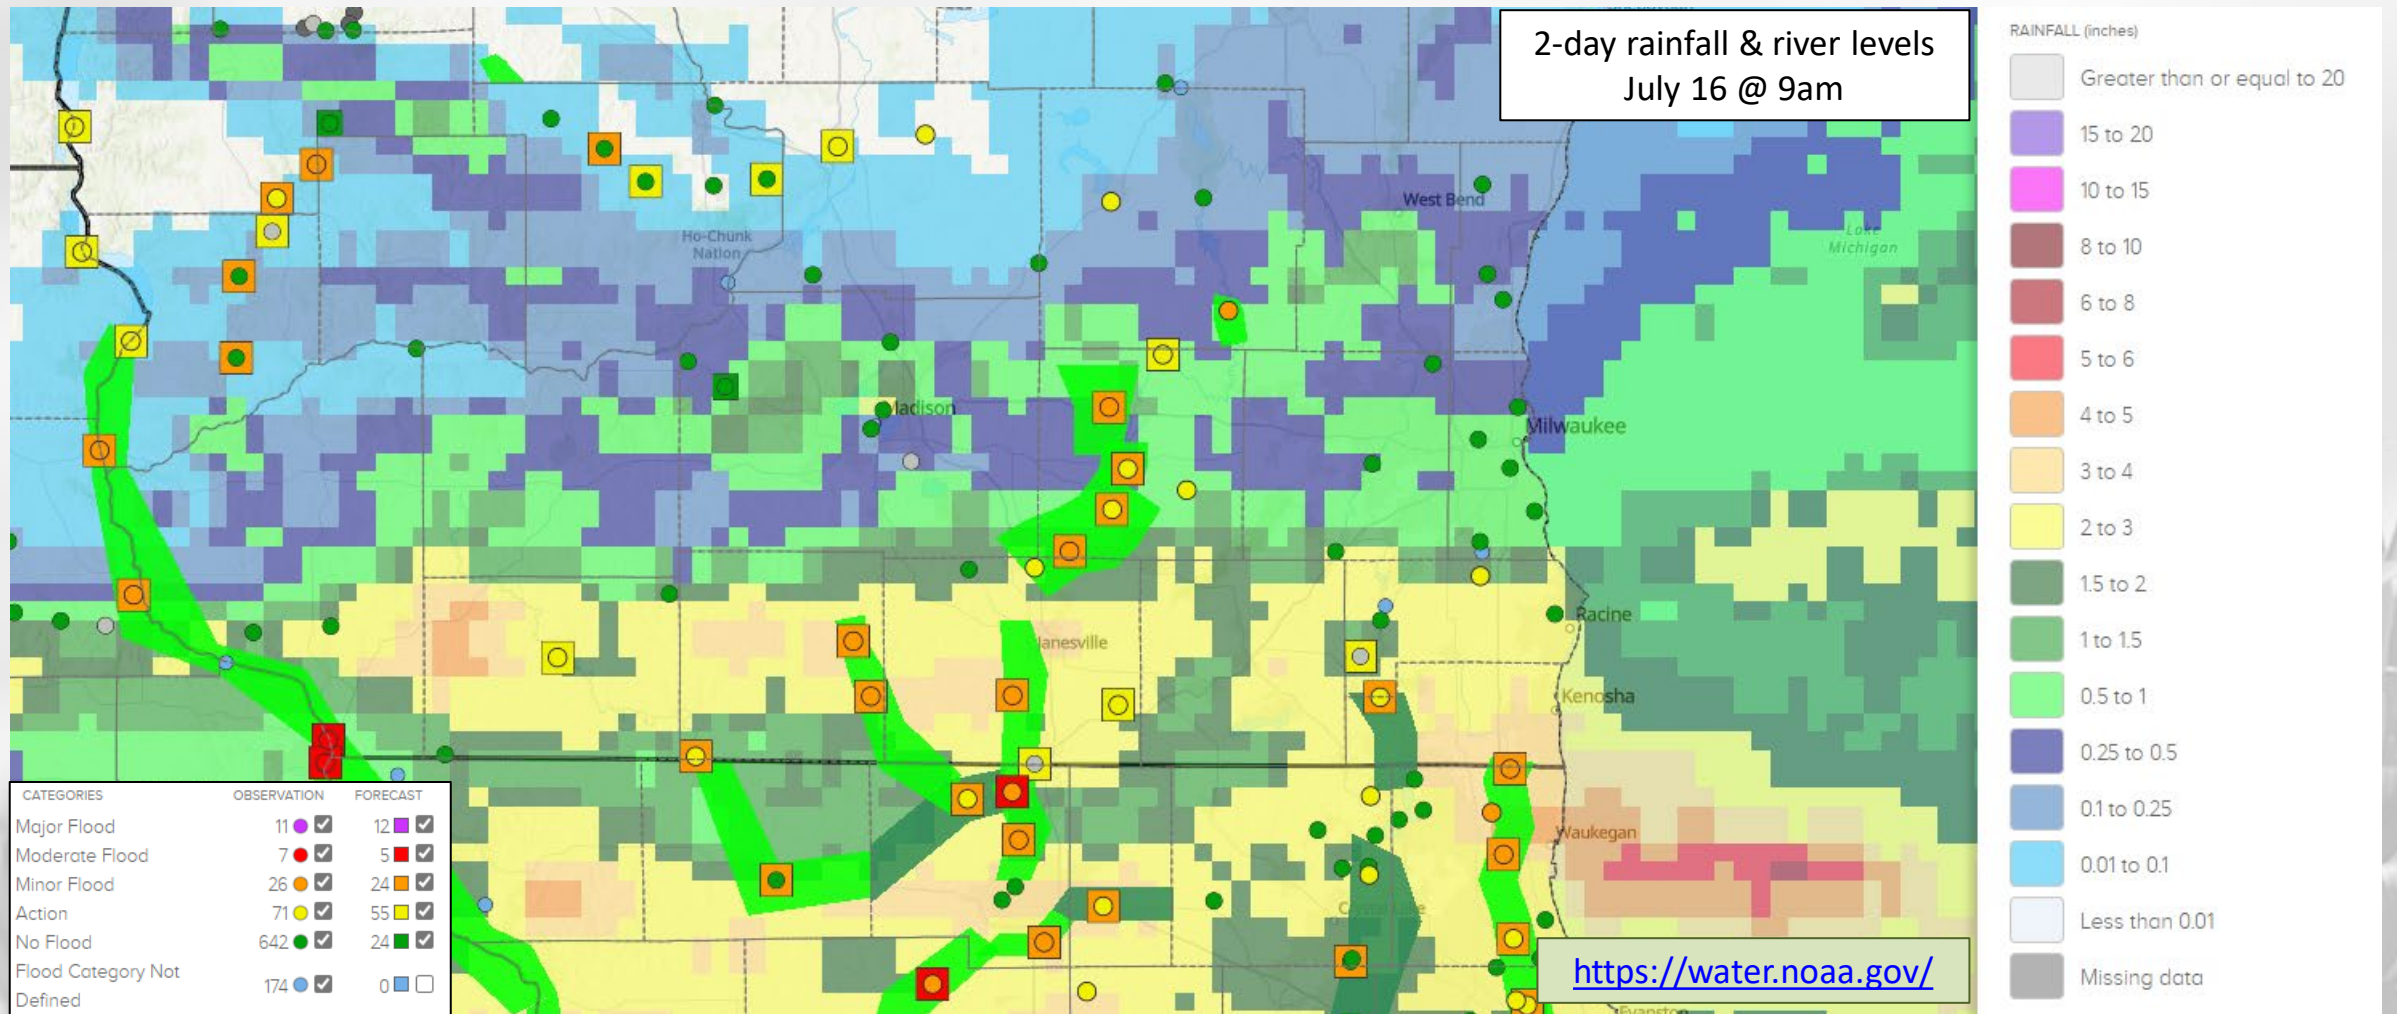 2-day rainfall & river levels
July 16 @ 9am
RAINFALL (inches)
Greater than or equal to 20
15 to 20
10 to 15
8 to 10
6 to 8
5 to 6
4 to 5
3 to 4
2 to 3
1.5 to 2
1 to 1.5
0.5 to 1
0.25 to 0.5
0.1 to 0.25
0.01 to 0.1
Less than 0.01
Missing data
West Bend
Lake
Michigan
Ho-Chunk
Nation
Madison
Milwaukee
Racine
Janesville
Kenosha
Waukegan
Crystal Lake
Evanston
https://water.noaa.gov/
CATEGORIES OBSERVATION FORECAST
Major Flood 11 12
Moderate Flood 7 5
Minor Flood 26 24
Action 71 55
No Flood 642 24
Flood Category Not
Defined 174 0